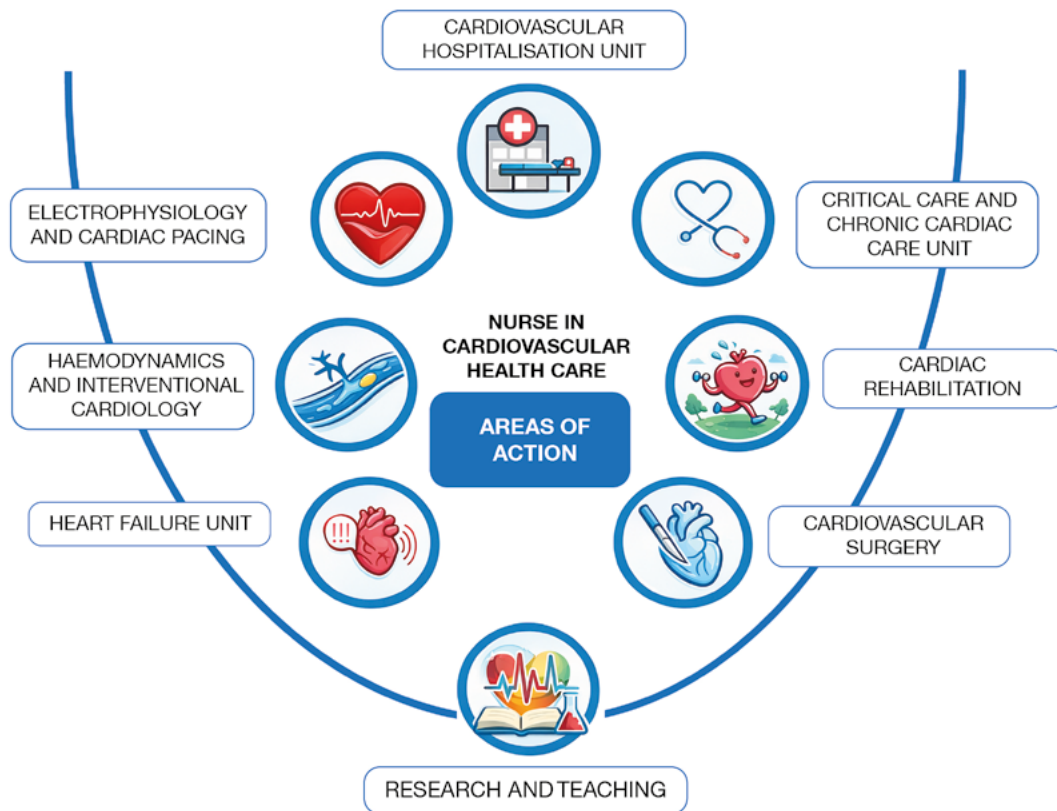 CARDIOVASCULAR
HOSPITALISATION UNIT
ELECTROPHYSIOLOGY
AND CARDIAC PACING
CRITICAL CARE AND
CHRONIC CARDIAC
CARE UNIT
NURSE IN
CARDIOVASCULAR
HEALTH CARE
AREAS OF
ACTION
HAEMODYNAMICS
AND INTERVENTIONAL
CARDIOLOGY
CARDIAC
REHABILITATION
HEART FAILURE UNIT
!!!
CARDIOVASCULAR
SURGERY
RESEARCH AND TEACHING